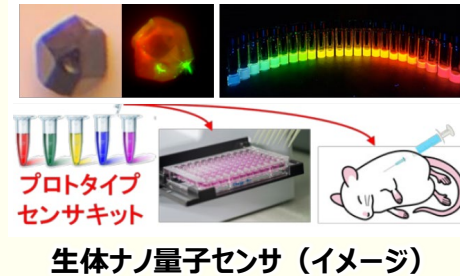 プロトタイプ
センサキット
生体ナノ量子センサ（イメージ）